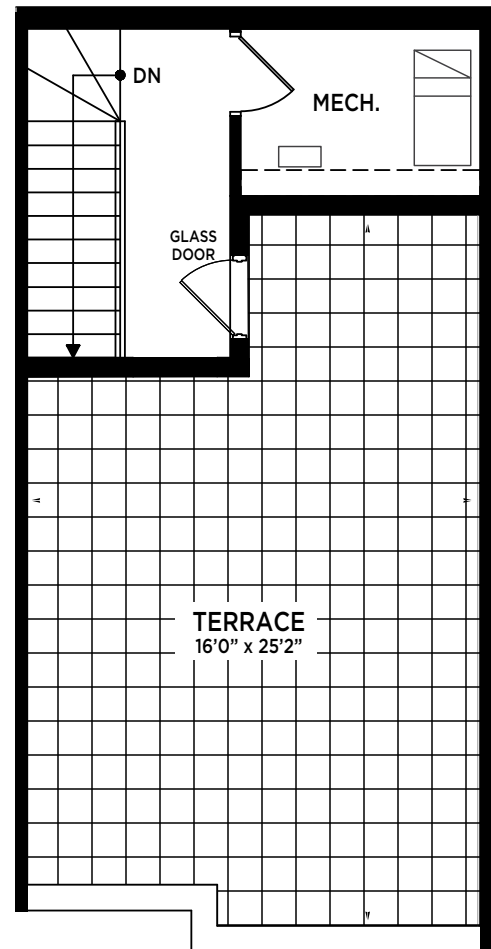 DN
MECH.
GLASS
DOOR
TERRACE
16’0” x 25’2”